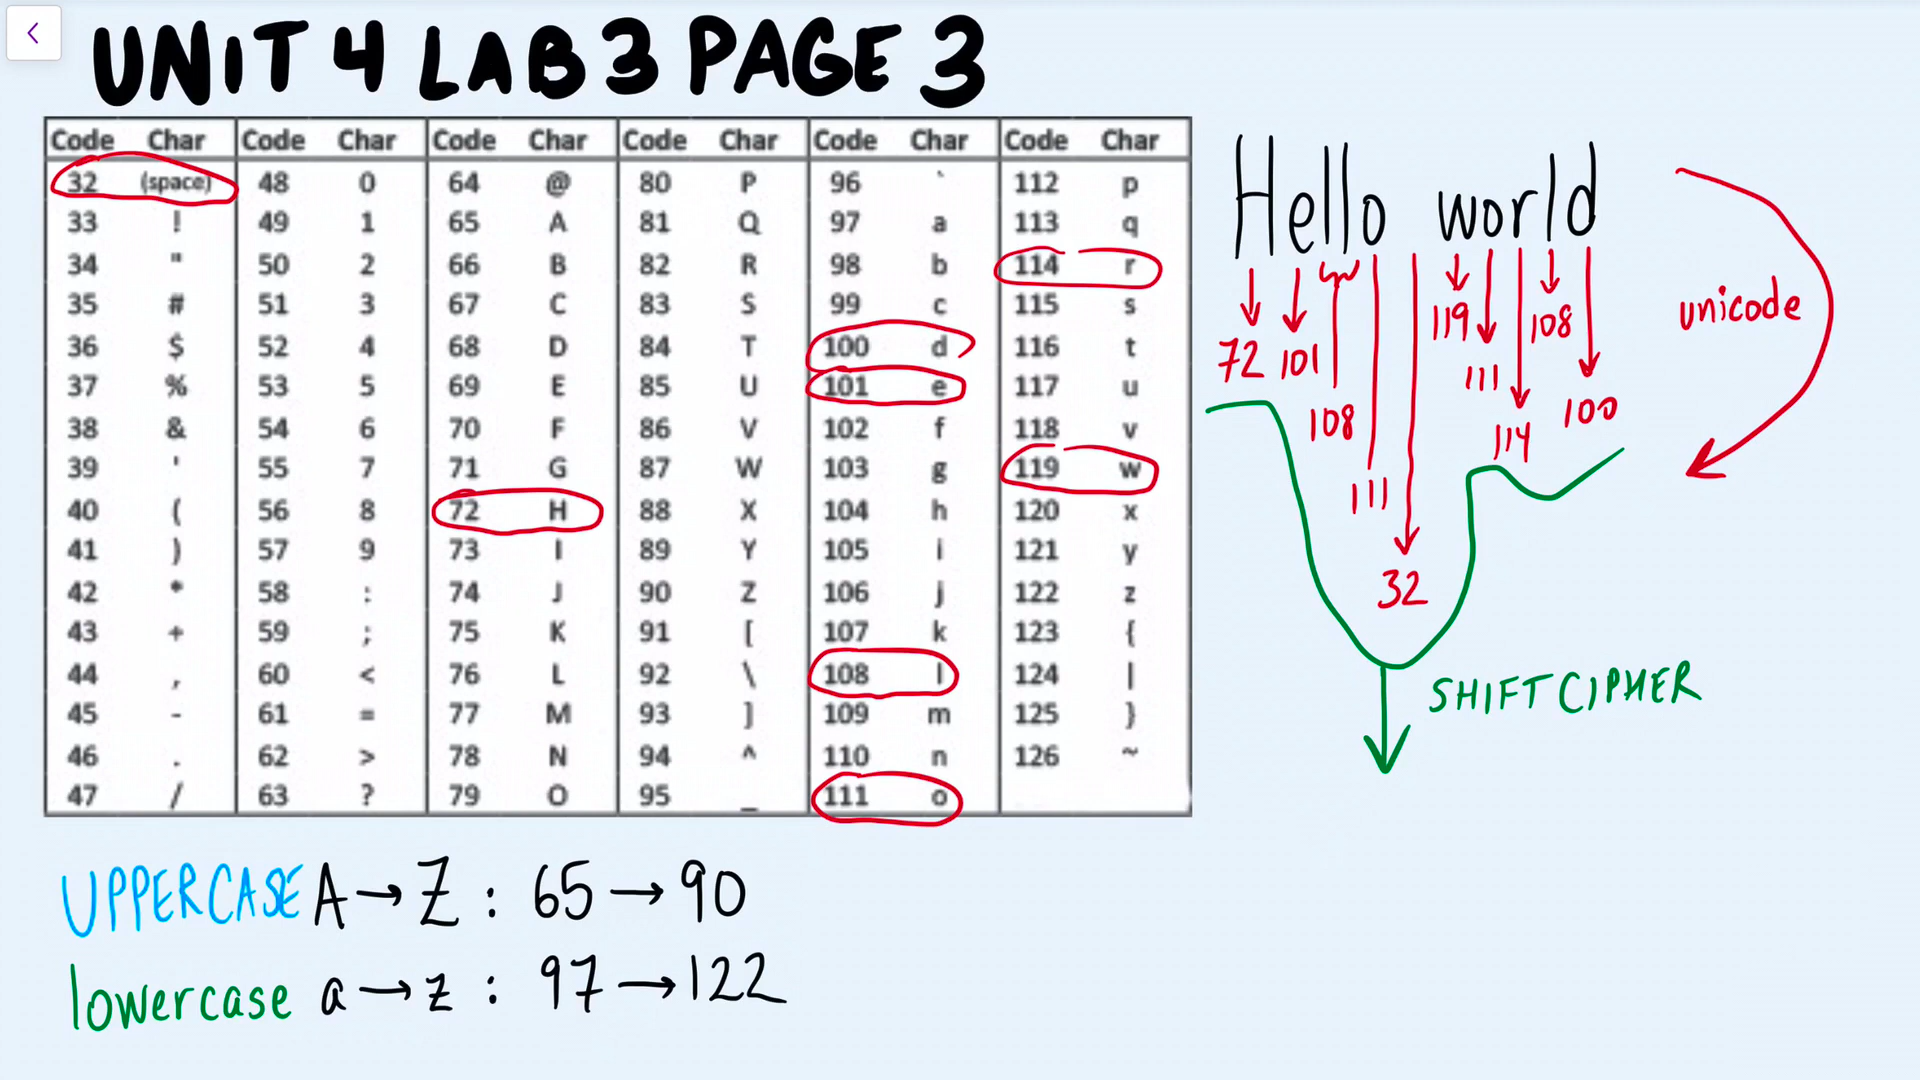 UNIT 4 LAB 3 PAGE 3
Code Char Code Char Code Char Code Char Code Char Code Char
32 (space) 48 0 64 @ 80 P 96 ` 112 p
33 ! 49 1 65 A 81 Q 97 a 113 q
34 " 50 2 66 B 82 R 98 b 114 r
35 # 51 3 67 C 83 S 99 c 115 s
36 $ 52 4 68 D 84 T 100 d 116 t
37 % 53 5 69 E 85 U 101 e 117 u
38 & 54 6 70 F 86 V 102 f 118 v
39 ' 55 7 71 G 87 W 103 g 119 w
40 ( 56 8 72 H 88 X 104 h 120 x
41 ) 57 9 73 I 89 Y 105 i 121 y
42 * 58 : 74 J 90 Z 106 j 122 z
43 + 59 ; 75 K 91 [ 107 k 123 {
44 , 60 < 76 L 92 \ 108 l 124 |
45 - 61 = 77 M 93 ] 109 m 125 }
46 . 62 > 78 N 94 ^ 110 n 126 ~
47 / 63 ? 79 O 95 _ 111 o
Hello world
unicode
72 101 108 111 32 119 111 114 108 100
SHIFT CIPHER
UPPERCASE A → Z : 65 → 90
lowercase a → z : 97 → 122